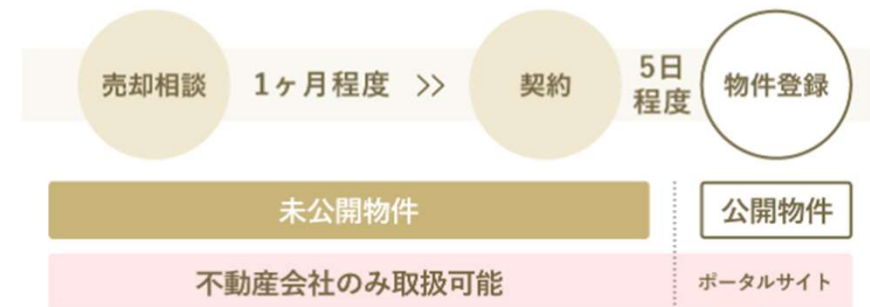 売却相談
1ヶ月程度 >>
契約
5日
程度
物件登録
未公開物件
公開物件
不動産会社のみ取扱可能
ポータルサイト